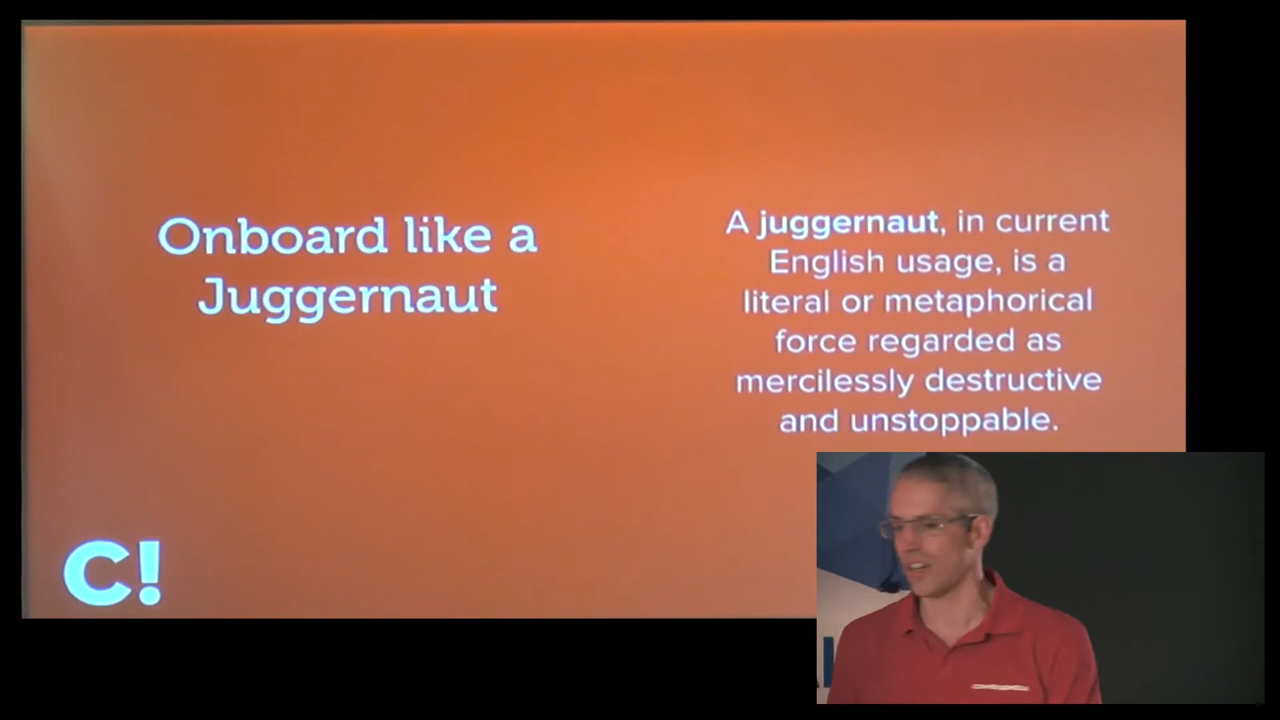 Onboard like a
Juggernaut
A juggernaut, in current
English usage, is a
literal or metaphorical
force regarded as
mercilessly destructive
and unstoppable.
C!